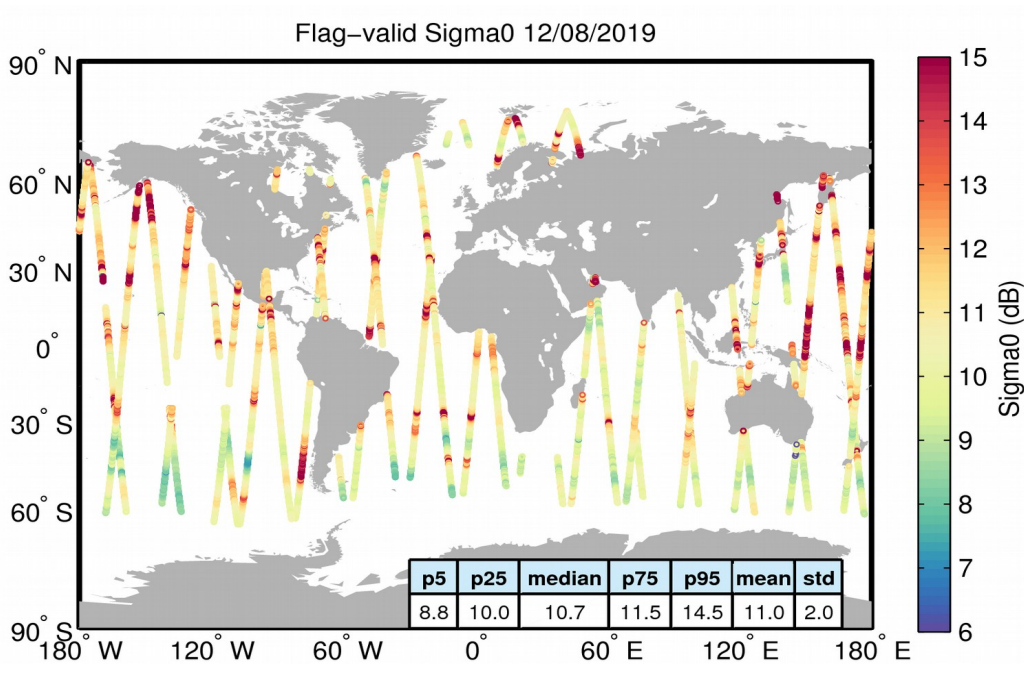 Flag−valid Sigma0 12/08/2019
90° N
60° N
30° N
0°
30° S
60° S
90° S
180° W
120° W
60° W
0°
60° E
120° E
180° E
p5 p25 median p75 p95 mean std
8.8 10.0 10.7 11.5 14.5 11.0 2.0
15
14
13
12
11
10
9
8
7
6
Sigma0 (dB)